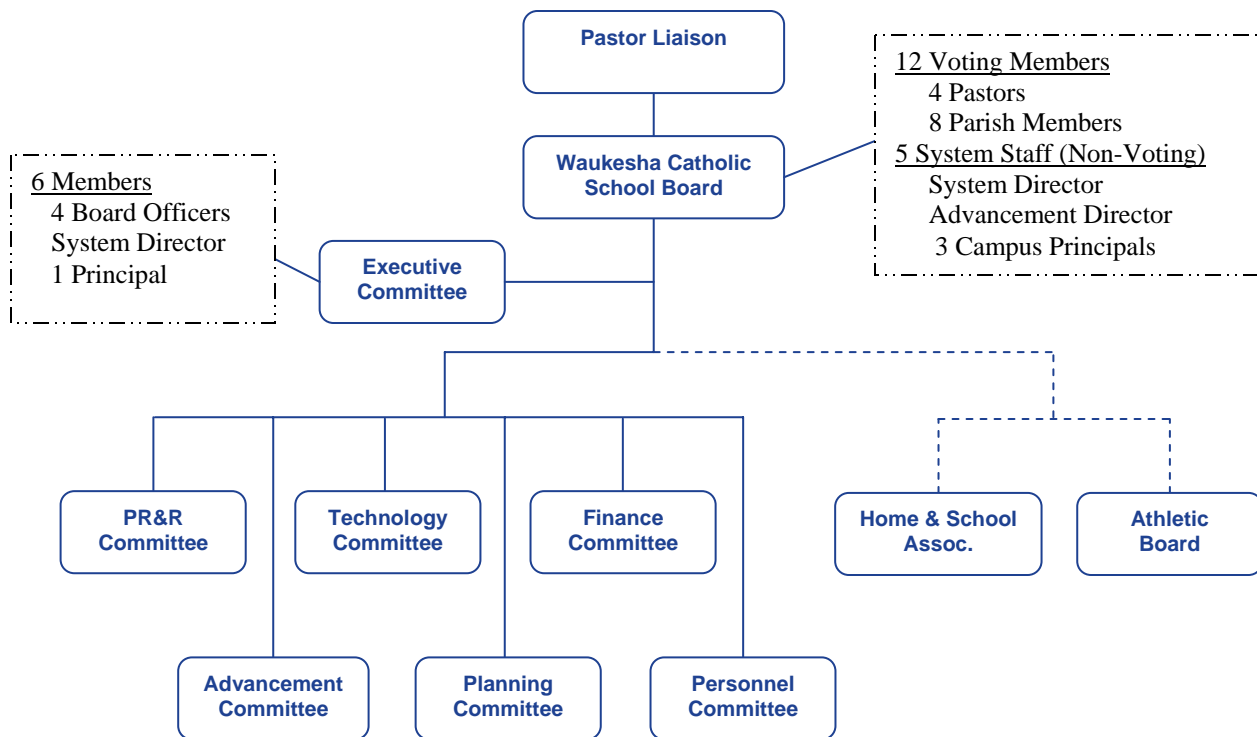 Pastor Liaison
12 Voting Members
4 Pastors
8 Parish Members
5 System Staff (Non-Voting)
System Director
Advancement Director
3 Campus Principals
Waukesha Catholic
School Board
6 Members
4 Board Officers
System Director
1 Principal
Executive
Committee
PR&R
Committee
Technology
Committee
Finance
Committee
Home & School
Assoc.
Athletic
Board
Advancement
Committee
Planning
Committee
Personnel
Committee